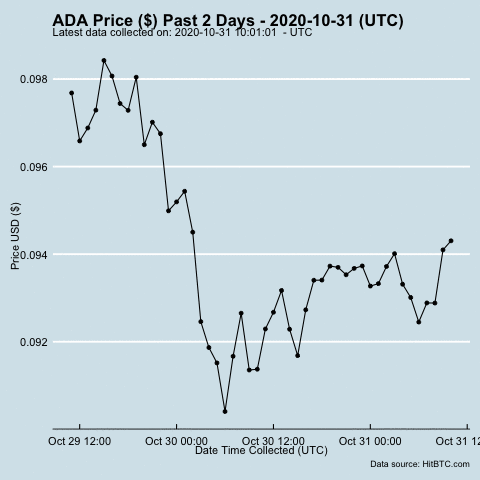 ADA Price ($) Past 2 Days - 2020-10-31 (UTC)
Latest data collected on: 2020-10-31 10:01:01 - UTC
0.098
0.096
0.094
0.092
Price USD ($)
Oct 29 12:00 Oct 30 00:00 Oct 30 12:00 Oct 31 00:00 Oct 31 12
Date Time Collected (UTC)
Data source: HitBTC.com